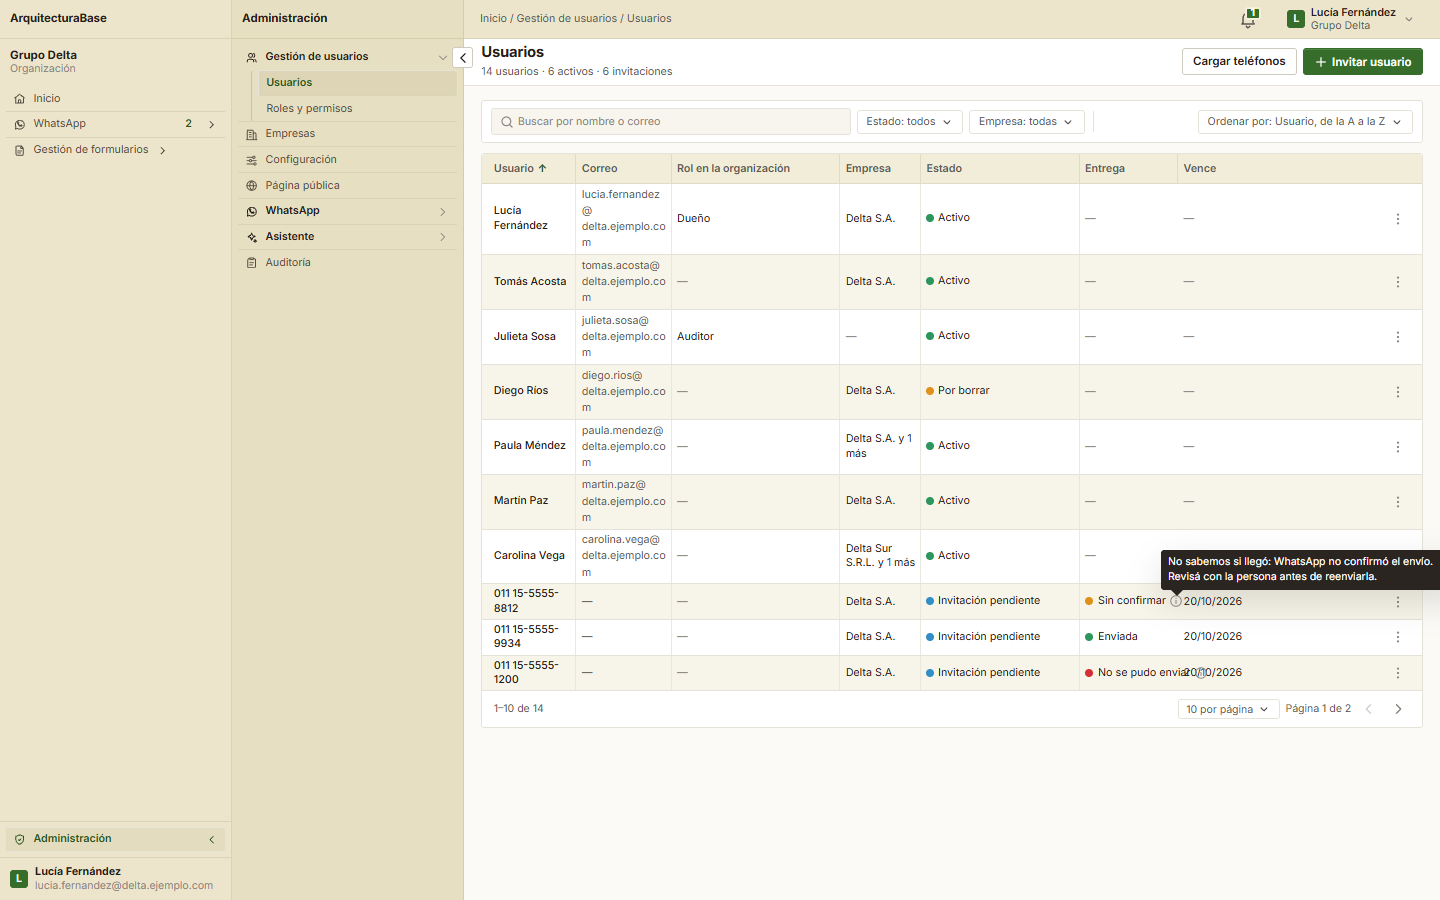 ArquitecturaBase
Administración
Inicio / Gestión de usuarios / Usuarios
1
L
Lucía Fernández
Grupo Delta
Grupo Delta
Organización
Inicio
WhatsApp 2
Gestión de formularios
Gestión de usuarios
Usuarios
Roles y permisos
Empresas
Configuración
Página pública
WhatsApp
Asistente
Auditoría
Usuarios
14 usuarios · 6 activos · 6 invitaciones
Cargar teléfonos
Invitar usuario
Buscar por nombre o correo
Estado: todos
Empresa: todas
Ordenar por: Usuario, de la A a la Z
Usuario Correo Rol en la organización Empresa Estado Entrega Vence
Lucía
Fernández
lucia.fernandez
@
delta.ejemplo.co
m
Dueño
Delta S.A.
Activo
—
—
Tomás Acosta
tomas.acosta@
delta.ejemplo.co
m
—
Delta S.A.
Activo
—
—
Julieta Sosa
julieta.sosa@
delta.ejemplo.co
m
Auditor
—
Activo
—
—
Diego Ríos
diego.rios@
delta.ejemplo.co
m
—
Delta S.A.
Por borrar
—
—
Paula Méndez
paula.mendez@
delta.ejemplo.co
m
—
Delta S.A. y 1
más
Activo
—
—
Martín Paz
martin.paz@
delta.ejemplo.co
m
—
Delta S.A.
Activo
—
—
Carolina Vega
carolina.vega@
delta.ejemplo.co
m
—
Delta Sur
S.R.L. y 1 más
Activo
—
No sabemos si llegó: WhatsApp no confirmó el envío.
Revisá con la persona antes de reenviarla.
011 15-5555-
8812
—
—
Delta S.A.
Invitación pendiente
Sin confirmar
20/10/2026
011 15-5555-
9934
—
—
Delta S.A.
Invitación pendiente
Enviada
20/10/2026
011 15-5555-
1200
—
—
Delta S.A.
Invitación pendiente
No se pudo enviar
20/10/2026
1–10 de 14
10 por página
Página 1 de 2
Administración
L
Lucía Fernández
lucia.fernandez@delta.ejemplo.com